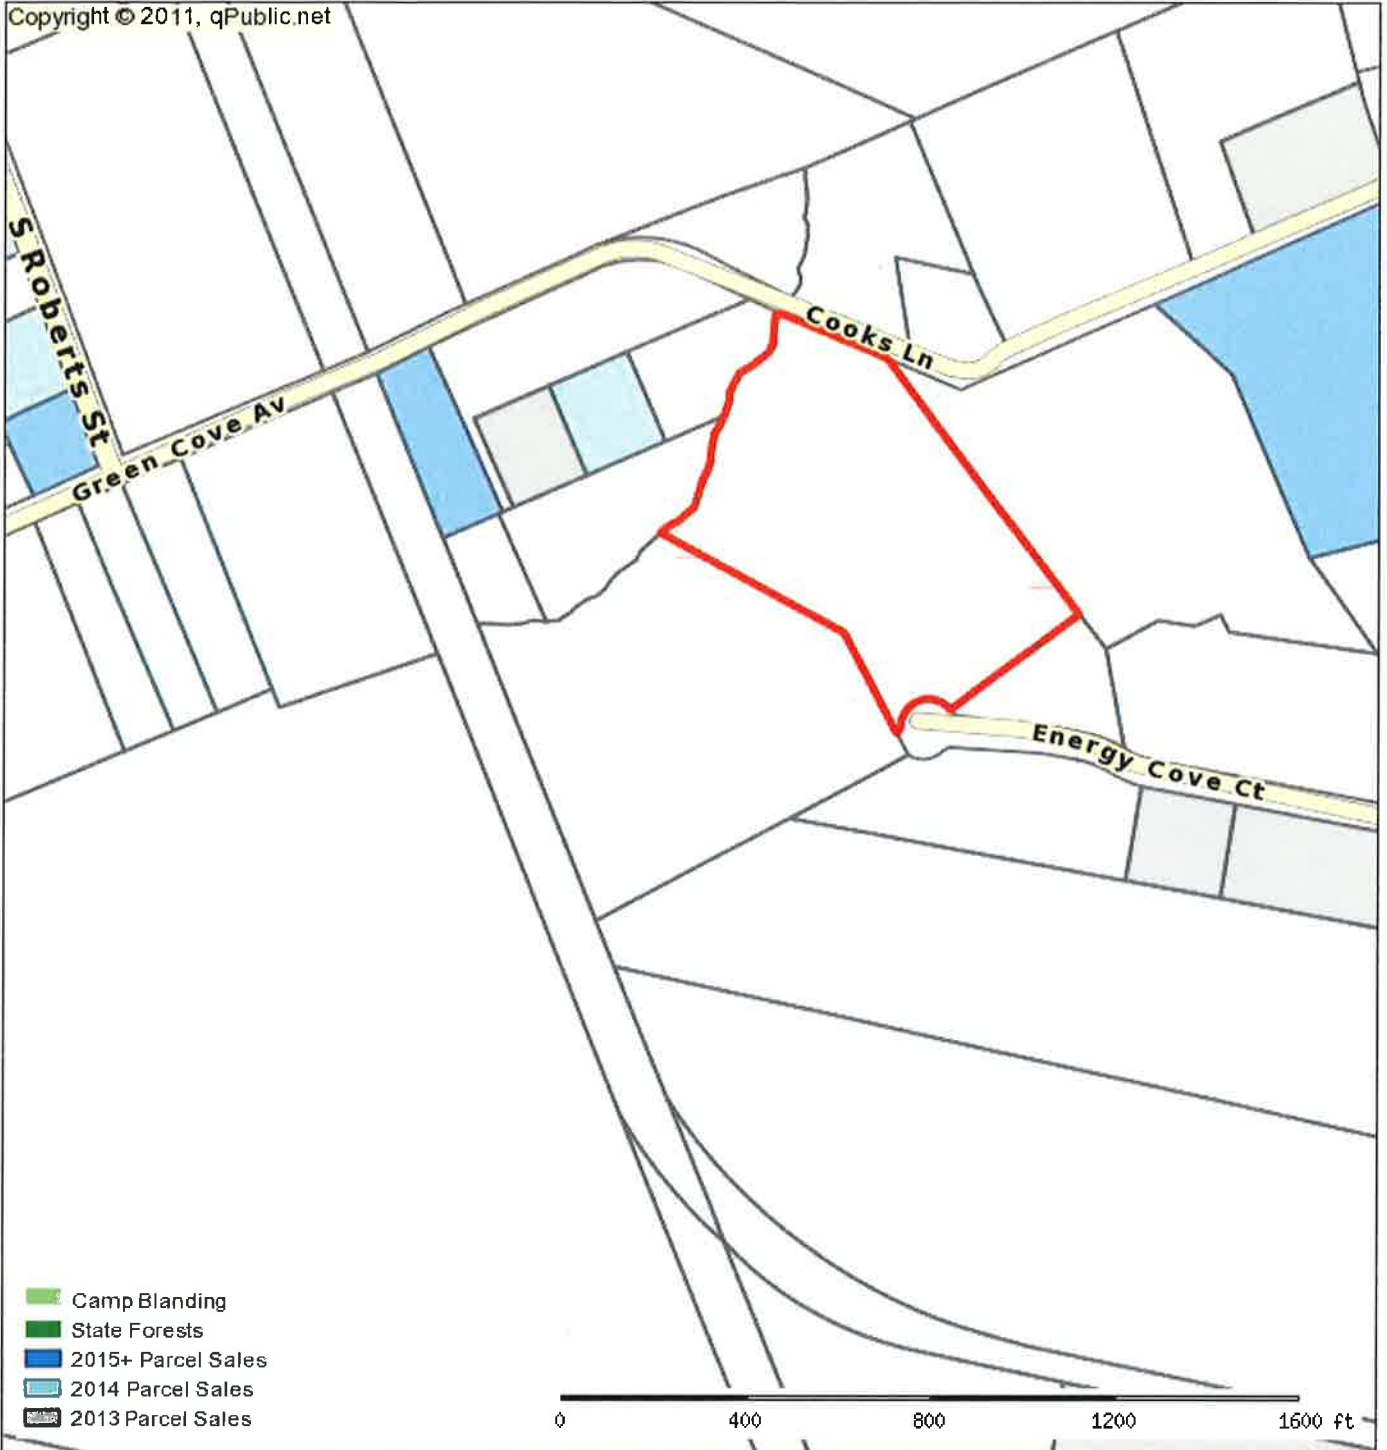 Copyright © 2011, qPublic.net
S Roberts St
Cooks Ln
Green Cove Av
Energy Cove Ct
Camp Blanding
State Forests
2015+ Parcel Sales
2014 Parcel Sales
2013 Parcel Sales
0 400 800 1200 1600 ft